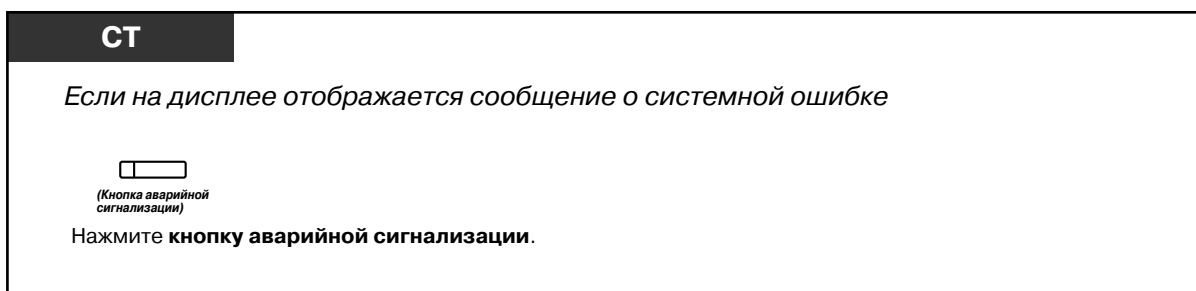 СТ
Если на дисплее отображается сообщение о системной ошибке
(Кнопка аварийной
сигнализации)
Нажмите кнопку аварийной сигнализации.